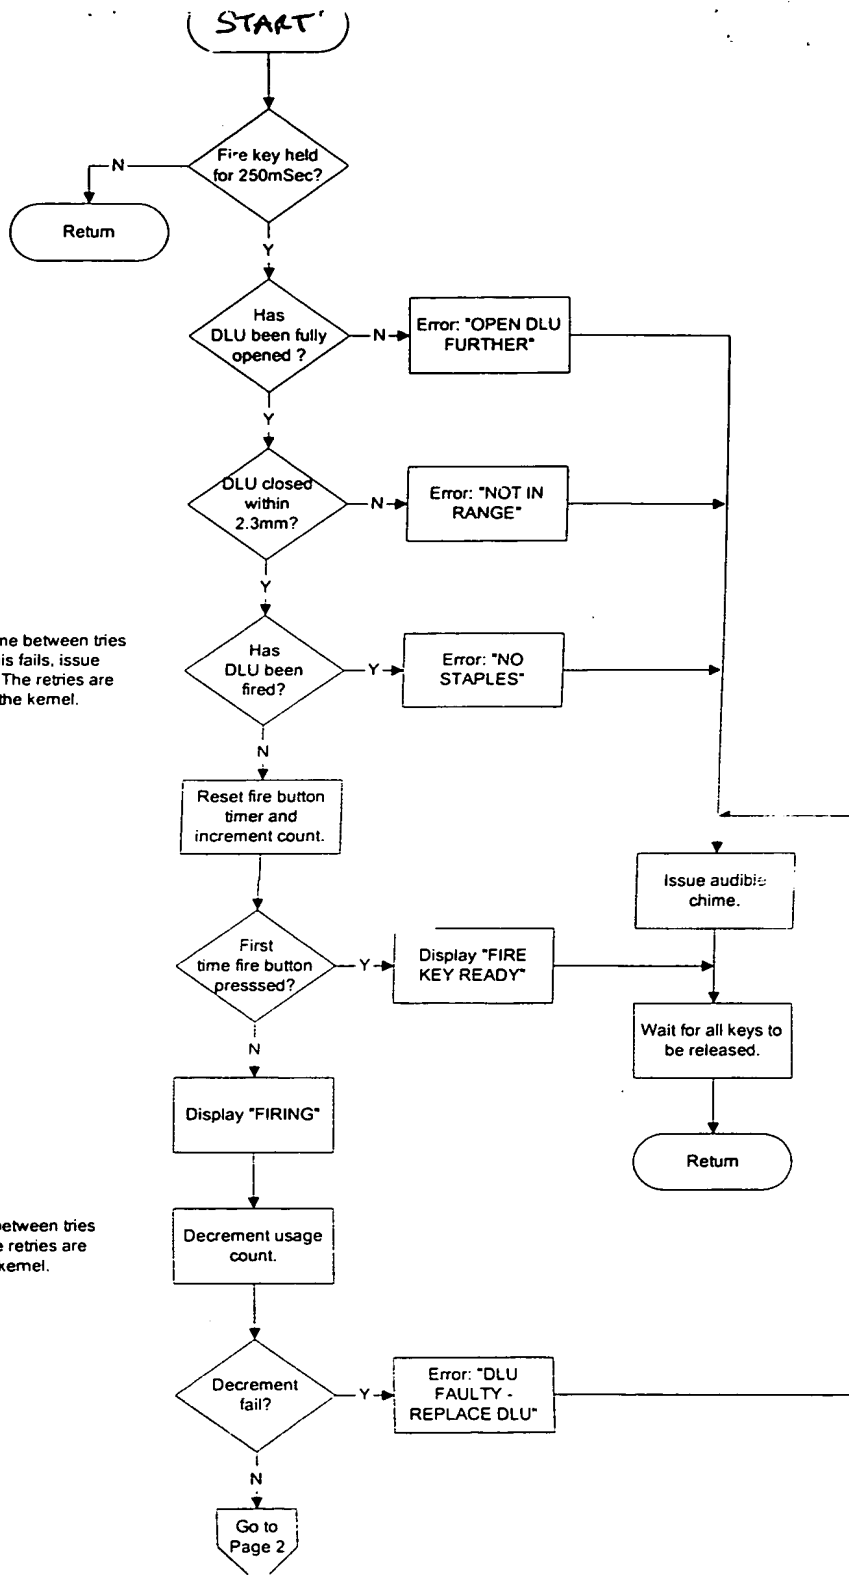 START
Fire key held
for 250mSec?
N
Return
Y
Has
DLU been fully
opened ?
N
Error: "OPEN DLU
FURTHER"
Y
DLU closed
within
2.3mm?
N
Error: "NOT IN
RANGE"
Y
between tries
is fails, issue
The retries are
the kernel.
Has
DLU been
fired?
Y
Error: "NO
STAPLES"
N
Reset fire button
timer and
increment count.
Issue audible
chime.
First
time fire button
presssed?
Y
Display "FIRE
KEY READY"
Wait for all keys to
be released.
N
Display "FIRING"
Return
between tries
retries are
kernel.
Decrement usage
count.
Decrement
fail?
Y
Error: "DLU
FAULTY -
REPLACE DLU"
N
Go to
Page 2